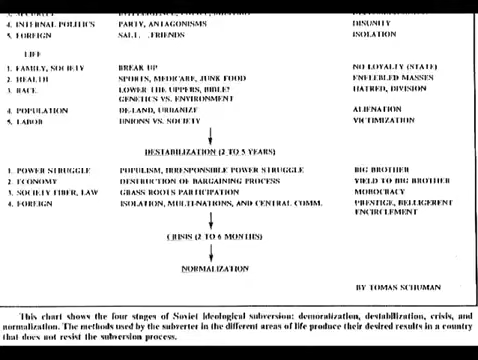 4. INTERNAL POLITICS PARTY, ANTAGONISMS DISUNITY
5. FOREIGN SALT, FRIENDS ISOLATION
LIFE
1. FAMILY, SOCIETY BREAK UP NO LOYALTY (STATE)
2. HEALTH SPORTS, MEDICARE, JUNK FOOD ENFEEBLED MASSES
3. RACE LOWER THE UPPERS, BIBLE? HATRED, DIVISION
GENETICS VS. ENVIRONMENT
4. POPULATION DE-LAND, URBANIZE ALIENATION
5. LABOR UNIONS VS. SOCIETY VICTIMIZATION
DESTABILIZATION (2 TO 5 YEARS)
1. POWER STRUGGLE POPULISM, IRRESPONSIBLE POWER STRUGGLE BIG BROTHER
2. ECONOMY DESTRUCTION OF BARGAINING PROCESS YIELD TO BIG BROTHER
3. SOCIETY FIBER, LAW GRASS ROOTS PARTICIPATION MOBOCRACY
4. FOREIGN ISOLATION, MULTI-NATIONS, AND CENTRAL COMM. PRESTIGE, BELLIGERENT
ENCIRCLEMENT
CRISIS (2 TO 6 MONTHS)
NORMALIZATION
BY TOMAS SCHUMAN
This chart shows the four stages of Soviet ideological subversion: demoralization, destabilization, crisis, and
normalization. The methods used by the subverter in the different areas of life produce their desired results in a country
that does not resist the subversion process.